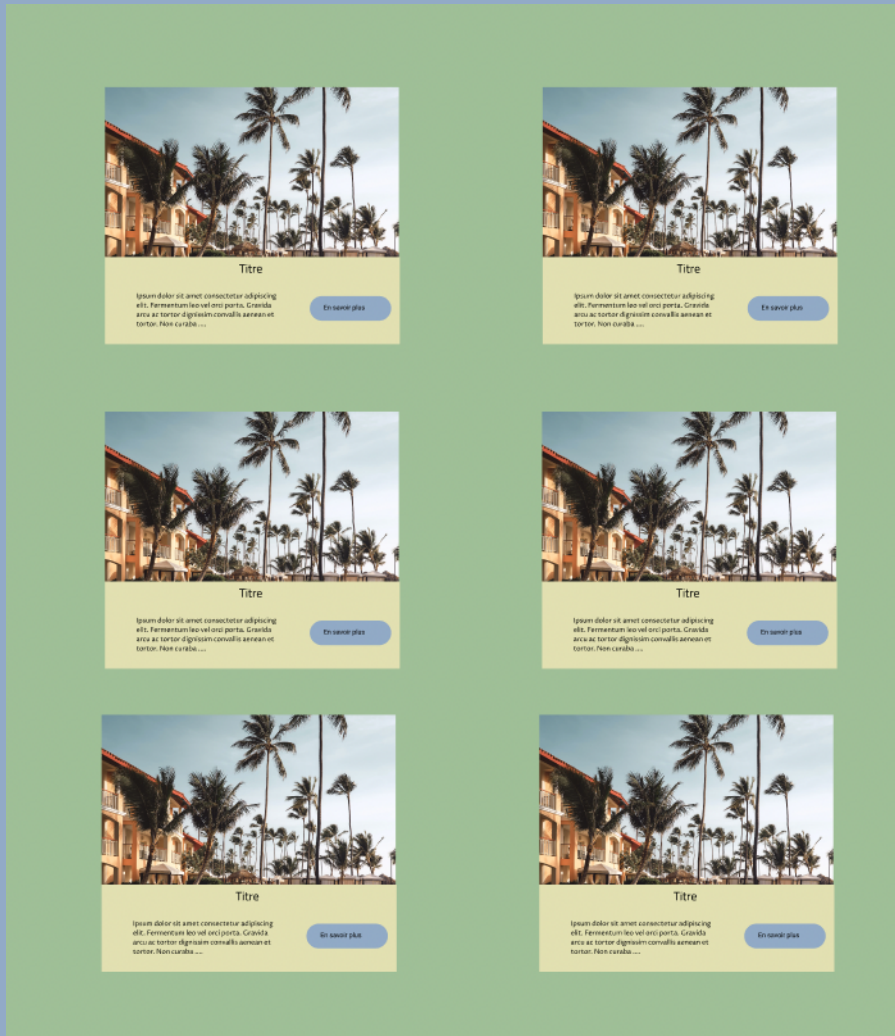 Titre
Ipsum dolor sit amet consectetur adipiscing
elit. Fermentum leo vel orci porta. Gravida
arcu ac tortor dignissim convallis aenean et
tortor. Non curaba ....
En savoir plus
Titre
Ipsum dolor sit amet consectetur adipiscing
elit. Fermentum leo vel orci porta. Gravida
arcu ac tortor dignissim convallis aenean et
tortor. Non curaba ....
En savoir plus
Titre
Ipsum dolor sit amet consectetur adipiscing
elit. Fermentum leo vel orci porta. Gravida
arcu ac tortor dignissim convallis aenean et
tortor. Non curaba ....
En savoir plus
Titre
Ipsum dolor sit amet consectetur adipiscing
elit. Fermentum leo vel orci porta. Gravida
arcu ac tortor dignissim convallis aenean et
tortor. Non curaba ....
En savoir plus
Titre
Ipsum dolor sit amet consectetur adipiscing
elit. Fermentum leo vel orci porta. Gravida
arcu ac tortor dignissim convallis aenean et
tortor. Non curaba ....
En savoir plus
Titre
Ipsum dolor sit amet consectetur adipiscing
elit. Fermentum leo vel orci porta. Gravida
arcu ac tortor dignissim convallis aenean et
tortor. Non curaba ....
En savoir plus